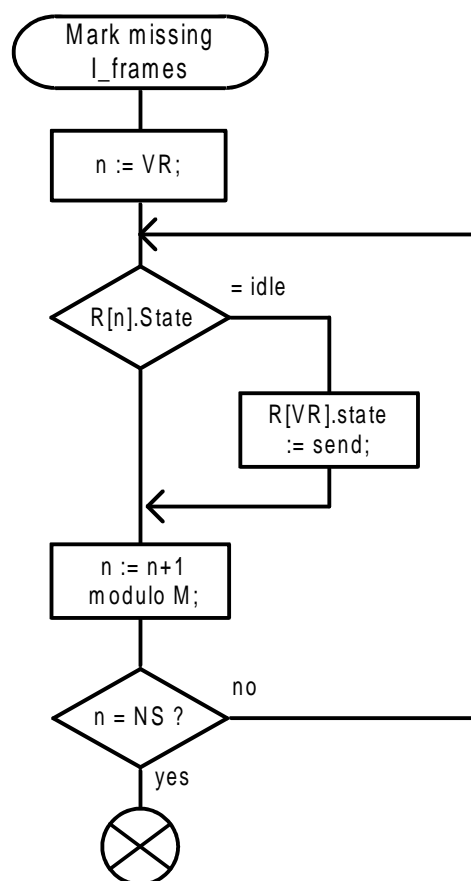 Mark missing
I_frames
n := VR;
= idle
R[n].State
R[VR].state
:= send;
n := n+1
modulo M;
no
n = NS ?
yes